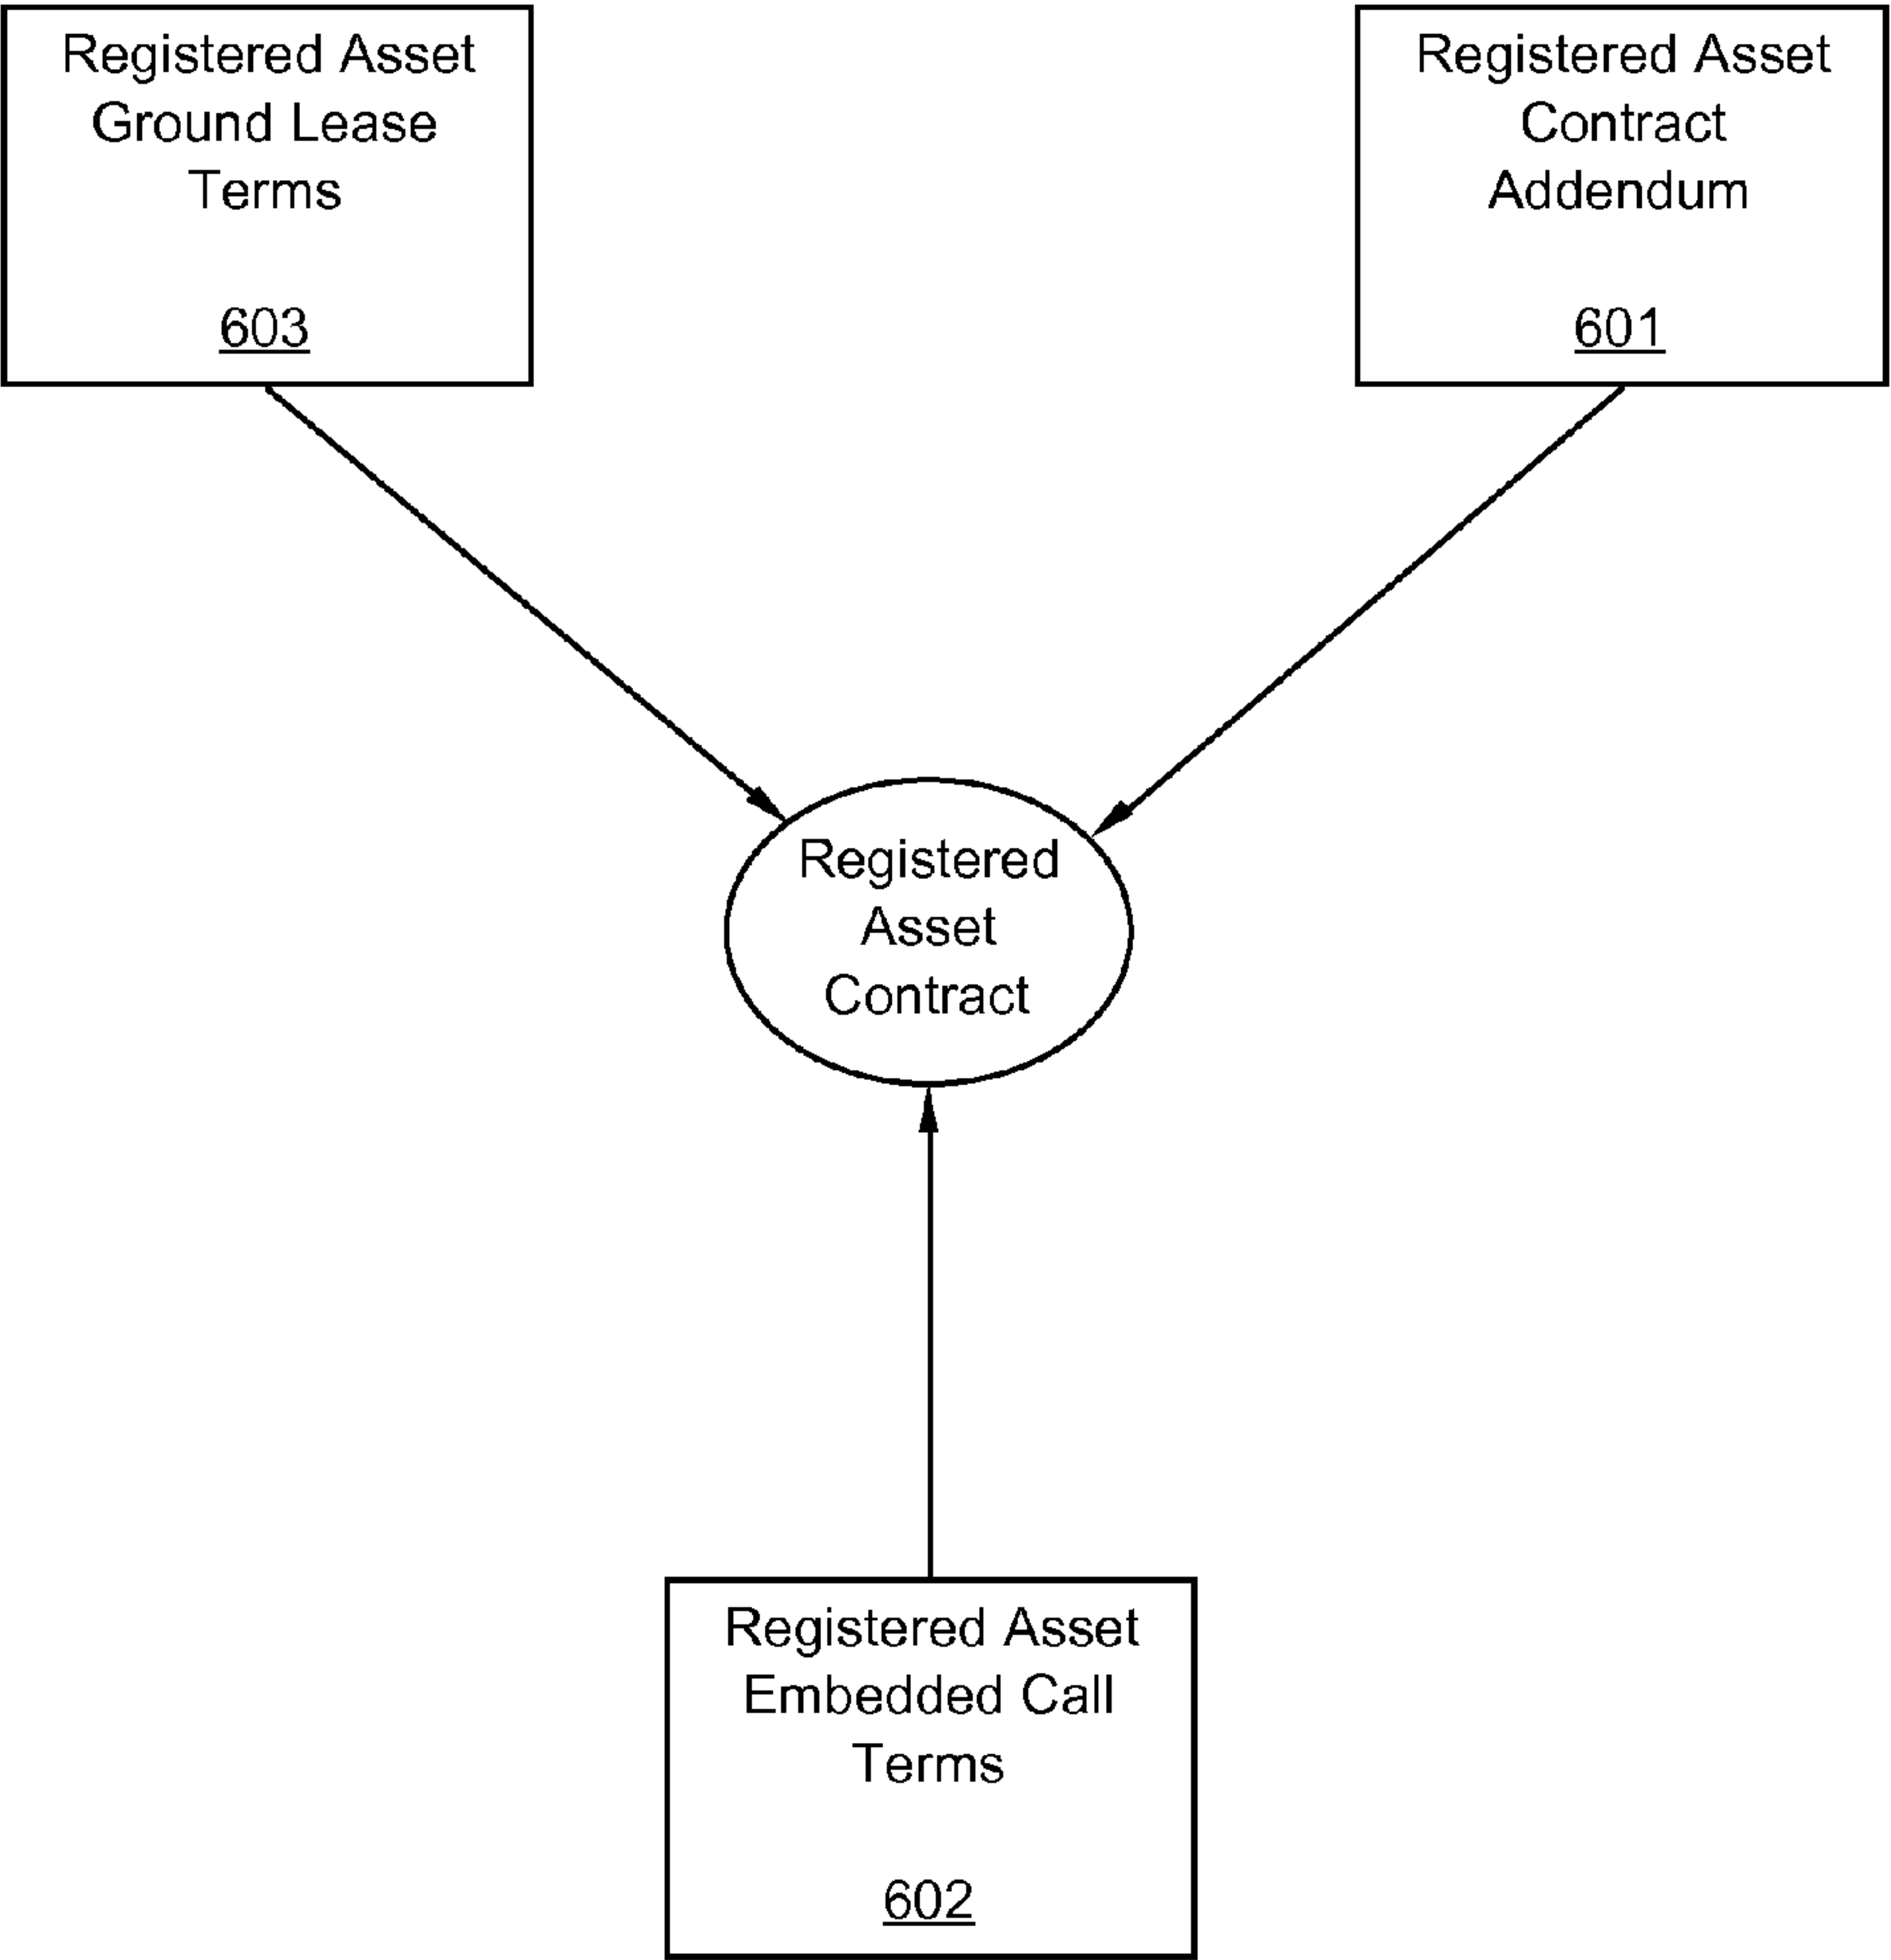 Registered Asset
Ground Lease
Terms
603
Registered Asset
Contract
Addendum
601
Registered
Asset
Contract
Registered Asset
Embedded Call
Terms
602